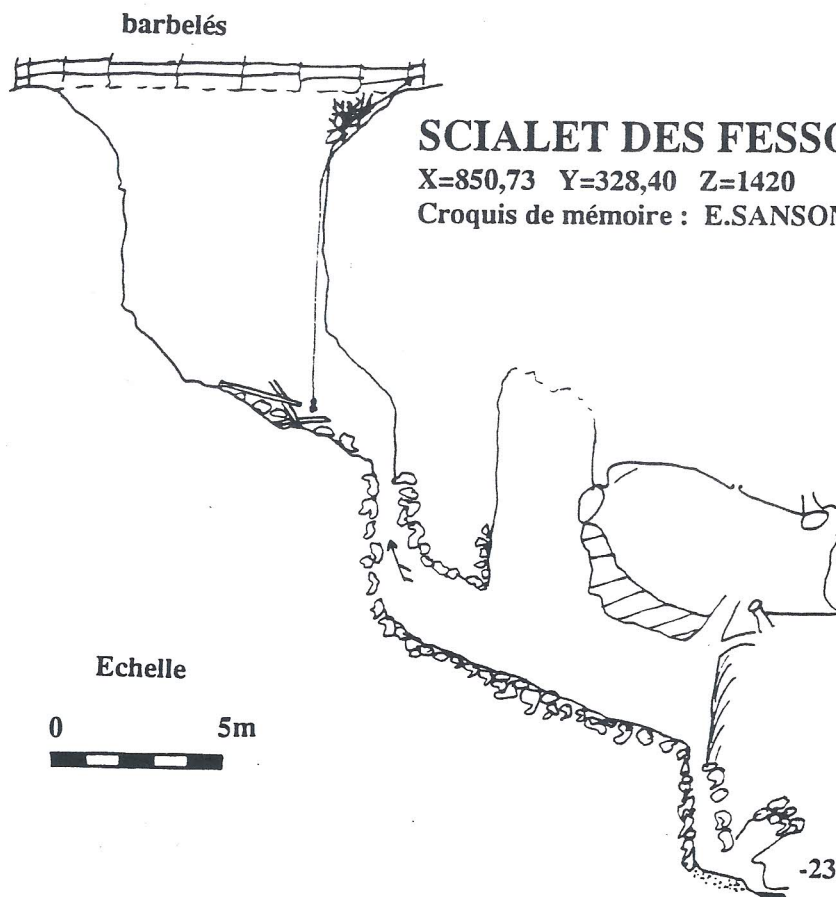 barbelés
SCIALET DES FESSO
X=850,73 Y=328,40 Z=1420
Croquis de mémoire : E.SANSON
Echelle
0 5m
-23